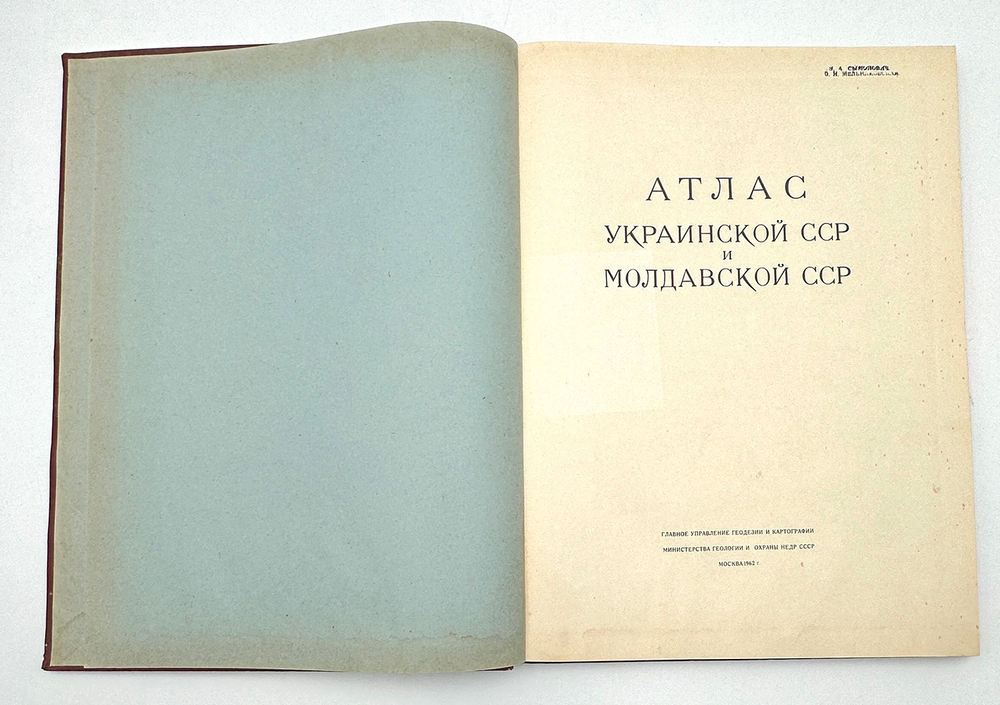 АТЛАС
УКРАИНСКОЙ ССР
И
МОЛДАВСКОЙ ССР
ГЛАВНОЕ УПРАВЛЕНИЕ ГЕОДЕЗИИ И КАРТОГРАФИИ
МИНИСТЕРСТВА ГЕОЛОГИИ И ОХРАНЫ НЕДР СССР
МОСКВА 1962 г.